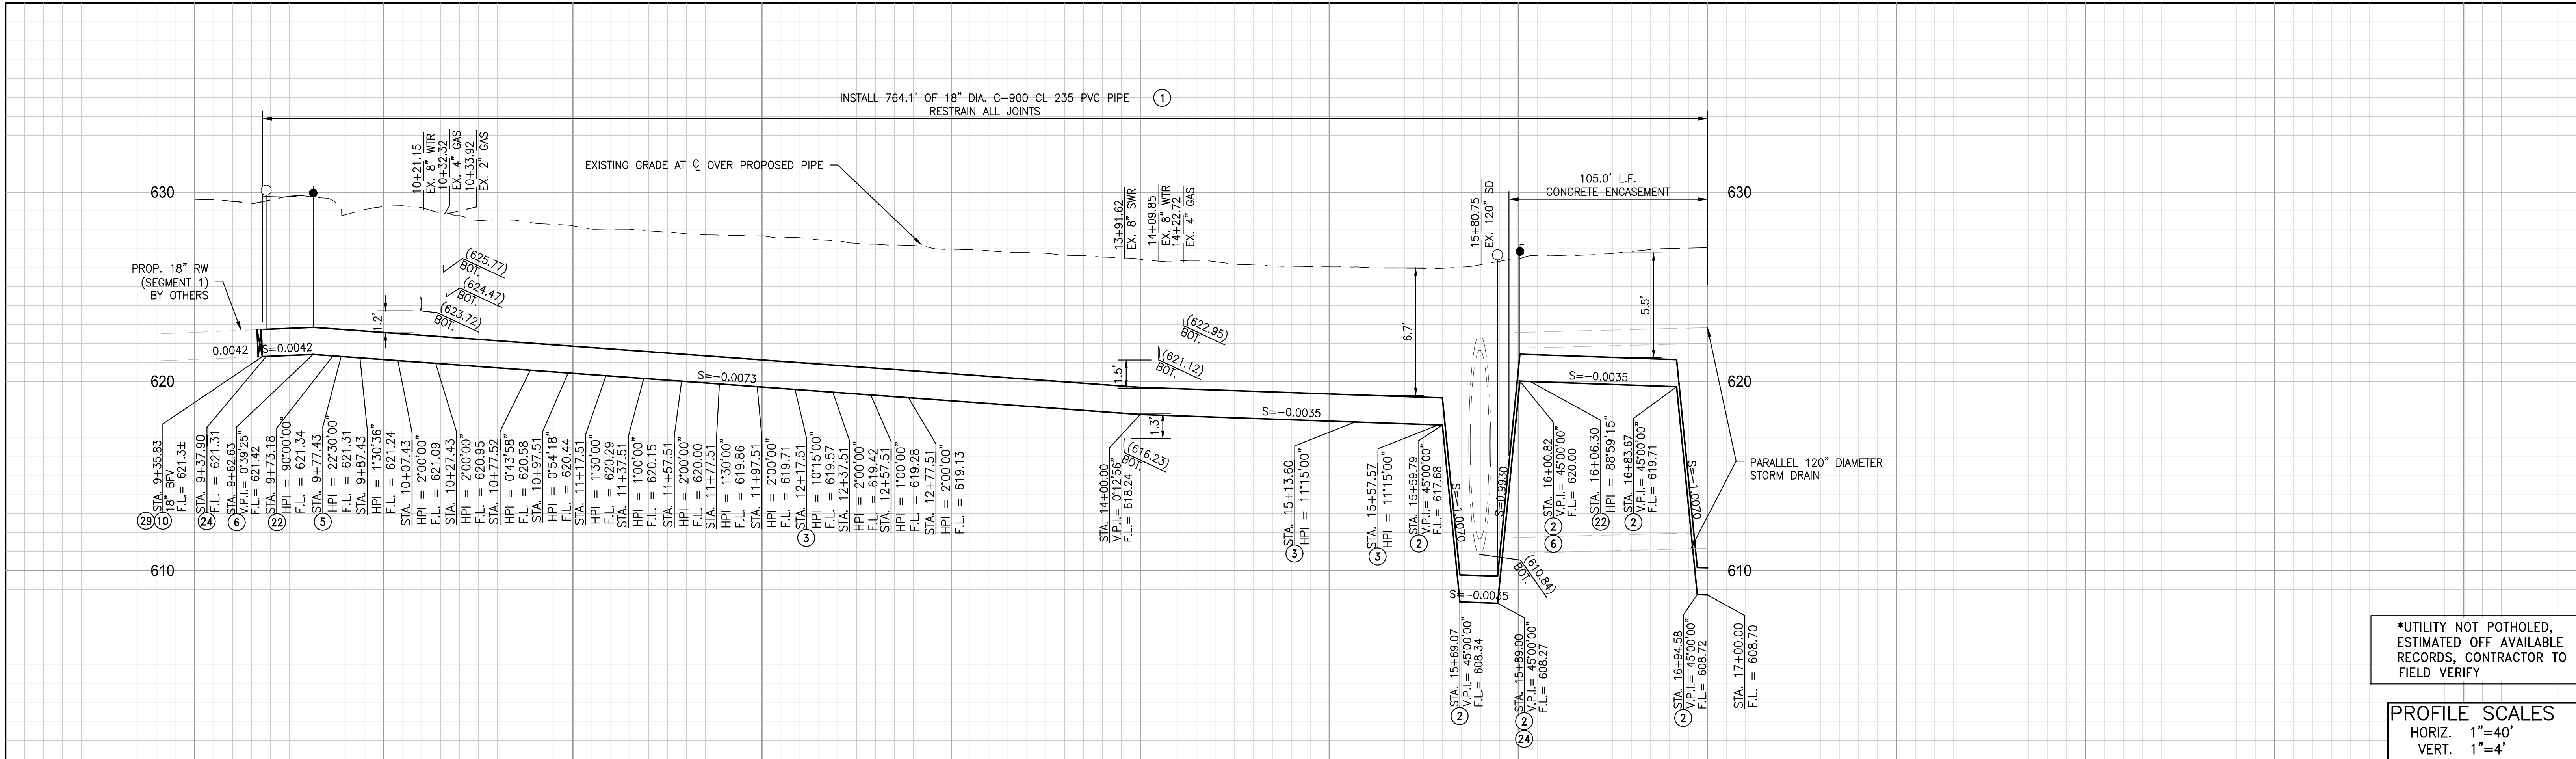 INSTALL 764.1' OF 18" DIA. C-900 CL 235 PVC PIPE 1
RESTRAIN ALL JOINTS
10+21.15
EX. 8" WTR
10+32.32
EX. 4" GAS
10+33.92
EX. 2" GAS
EXISTING GRADE AT ℄ OVER PROPOSED PIPE
13+91.62
EX. 8" SWR
14+09.85
EX. 8" WTR
14+22.72
EX. 4" GAS
15+80.75
EX. 120" SD
105.0' L.F.
CONCRETE ENCASEMENT
630
630
PROP. 18" RW
(SEGMENT 1)
BY OTHERS
(625.77)
BOT.
(624.47)
BOT.
(623.72)
BOT.
1.2'
(622.95)
BOT.
(621.12)
BOT.
1.5'
6.7'
5.5'
0.0042
S=0.0042
620
S=-0.0073
S=-0.0035
S=-0.0035
620
1.3'
(616.23)
BOT.
S=-1.0070
S=0.9930
S=-1.0070
PARALLEL 120" DIAMETER
STORM DRAIN
29 10
STA. 9+35.83
18" BFV
F.L.= 621.3±
24
STA. 9+37.90
F.L. = 621.31
6
STA. 9+62.63
V.P.I.= 0°39'25"
F.L.= 621.42
22
STA. 9+73.18
HPI = 90°00'00"
F.L. = 621.34
5
STA. 9+77.43
HPI = 22°30'00"
F.L. = 621.31
STA. 9+87.43
HPI = 1°30'36"
F.L. = 621.24
STA. 10+07.43
HPI = 2°00'00"
F.L. = 621.09
STA. 10+27.43
HPI = 2°00'00"
F.L. = 620.95
STA. 10+77.52
HPI = 0°43'58"
F.L. = 620.58
STA. 10+97.51
HPI = 0°54'18"
F.L. = 620.44
STA. 11+17.51
HPI = 1°30'00"
F.L. = 620.29
STA. 11+37.51
HPI = 1°00'00"
F.L. = 620.15
STA. 11+57.51
HPI = 2°00'00"
F.L. = 620.00
STA. 11+77.51
HPI = 1°30'00"
F.L. = 619.86
STA. 11+97.51
HPI = 2°00'00"
F.L. = 619.71
3
STA. 12+17.51
HPI = 10°15'00"
F.L. = 619.57
STA. 12+37.51
HPI = 2°00'00"
F.L. = 619.42
STA. 12+57.51
HPI = 1°00'00"
F.L. = 619.28
STA. 12+77.51
HPI = 2°00'00"
F.L. = 619.13
STA. 14+00.00
V.P.I.= 0°12'56"
F.L.= 618.24
3
STA. 15+13.60
HPI = 11°15'00"
3
STA. 15+57.57
HPI = 11°15'00"
2
STA. 15+59.79
V.P.I.= 45°00'00"
F.L.= 617.68
2
6
STA. 16+00.82
V.P.I.= 45°00'00"
F.L.= 620.00
22
STA. 16+06.30
HPI = 88°59'15"
2
STA. 16+83.67
V.P.I.= 45°00'00"
F.L.= 619.71
610
(610.84)
BOT.
610
S=-0.0035
2
STA. 15+69.07
V.P.I.= 45°00'00"
F.L.= 608.34
2
24
STA. 15+89.00
V.P.I.= 45°00'00"
F.L.= 608.27
2
STA. 16+94.58
V.P.I.= 45°00'00"
F.L.= 608.72
STA. 17+00.00
F.L. = 608.70
*UTILITY NOT POTHOLED,
ESTIMATED OFF AVAILABLE
RECORDS, CONTRACTOR TO
FIELD VERIFY
PROFILE SCALES
HORIZ. 1"=40'
VERT. 1"=4'